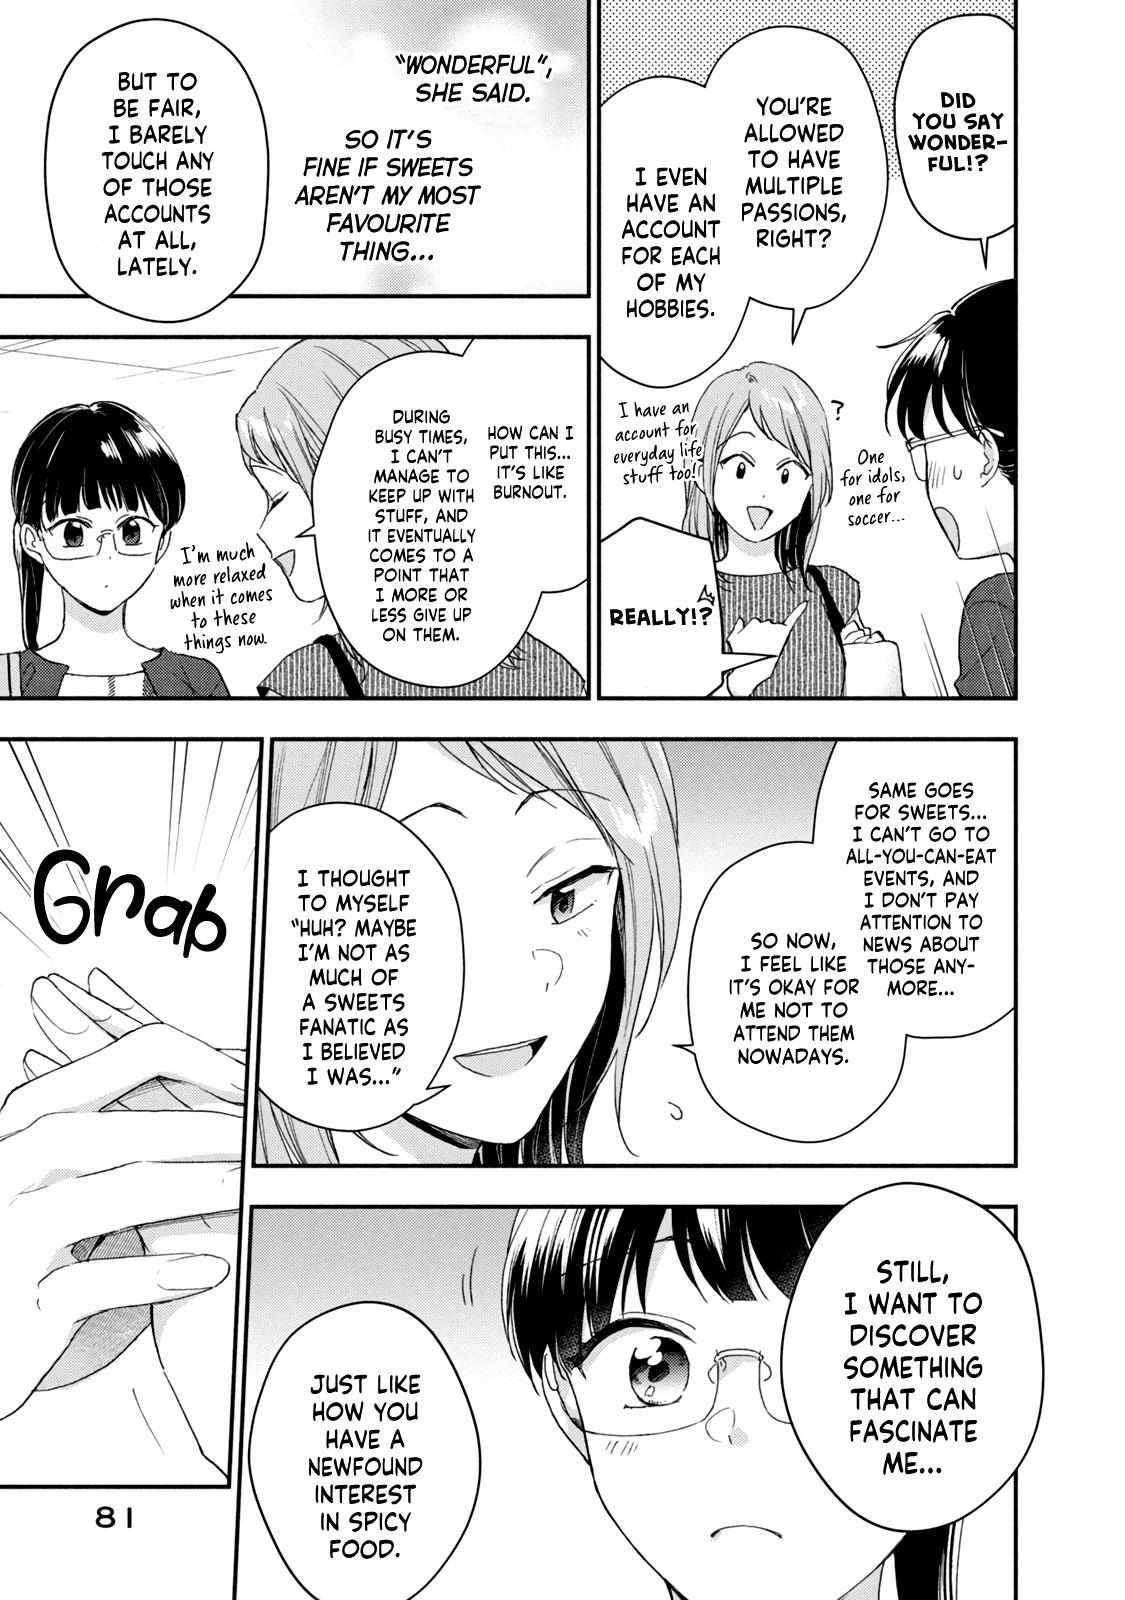 DID
YOU SAY
WONDER-
FUL!?
YOU'RE
ALLOWED
TO HAVE
MULTIPLE
PASSIONS,
RIGHT?
I EVEN
HAVE AN
ACCOUNT
FOR EACH
OF MY
HOBBIES.
?
One
for idols,
one for
soccer...
I have an
account for
everyday life
stuff too!
REALLY!?
"WONDERFUL",
SHE SAID.
SO IT'S
FINE IF SWEETS
AREN'T MY MOST
FAVOURITE
THING...
BUT TO
BE FAIR,
I BARELY
TOUCH ANY
OF THOSE
ACCOUNTS
AT ALL,
LATELY.
HOW CAN I
PUT THIS...
IT'S LIKE
BURNOUT.
DURING
BUSY TIMES,
I CAN'T
MANAGE TO
KEEP UP WITH
STUFF, AND
IT EVENTUALLY
COMES TO A
POINT THAT
I MORE OR
LESS GIVE UP
ON THEM.
I'm much
more relaxed
when it comes
to these
things now.
SAME GOES
FOR SWEETS...
I CAN'T GO TO
ALL-YOU-CAN-EAT
EVENTS, AND
I DON'T PAY
ATTENTION TO
NEWS ABOUT
THOSE ANY-
MORE...
SO NOW,
I FEEL LIKE
IT'S OKAY FOR
ME NOT TO
ATTEND THEM
NOWADAYS.
I THOUGHT
TO MYSELF
"HUH? MAYBE
I'M NOT AS
MUCH OF
A SWEETS
FANATIC AS
I BELIEVED
I WAS..."
Grab
STILL,
I WANT TO
DISCOVER
SOMETHING
THAT CAN
FASCINATE
ME...
JUST LIKE
HOW YOU
HAVE A
NEWFOUND
INTEREST
IN SPICY
FOOD.
81